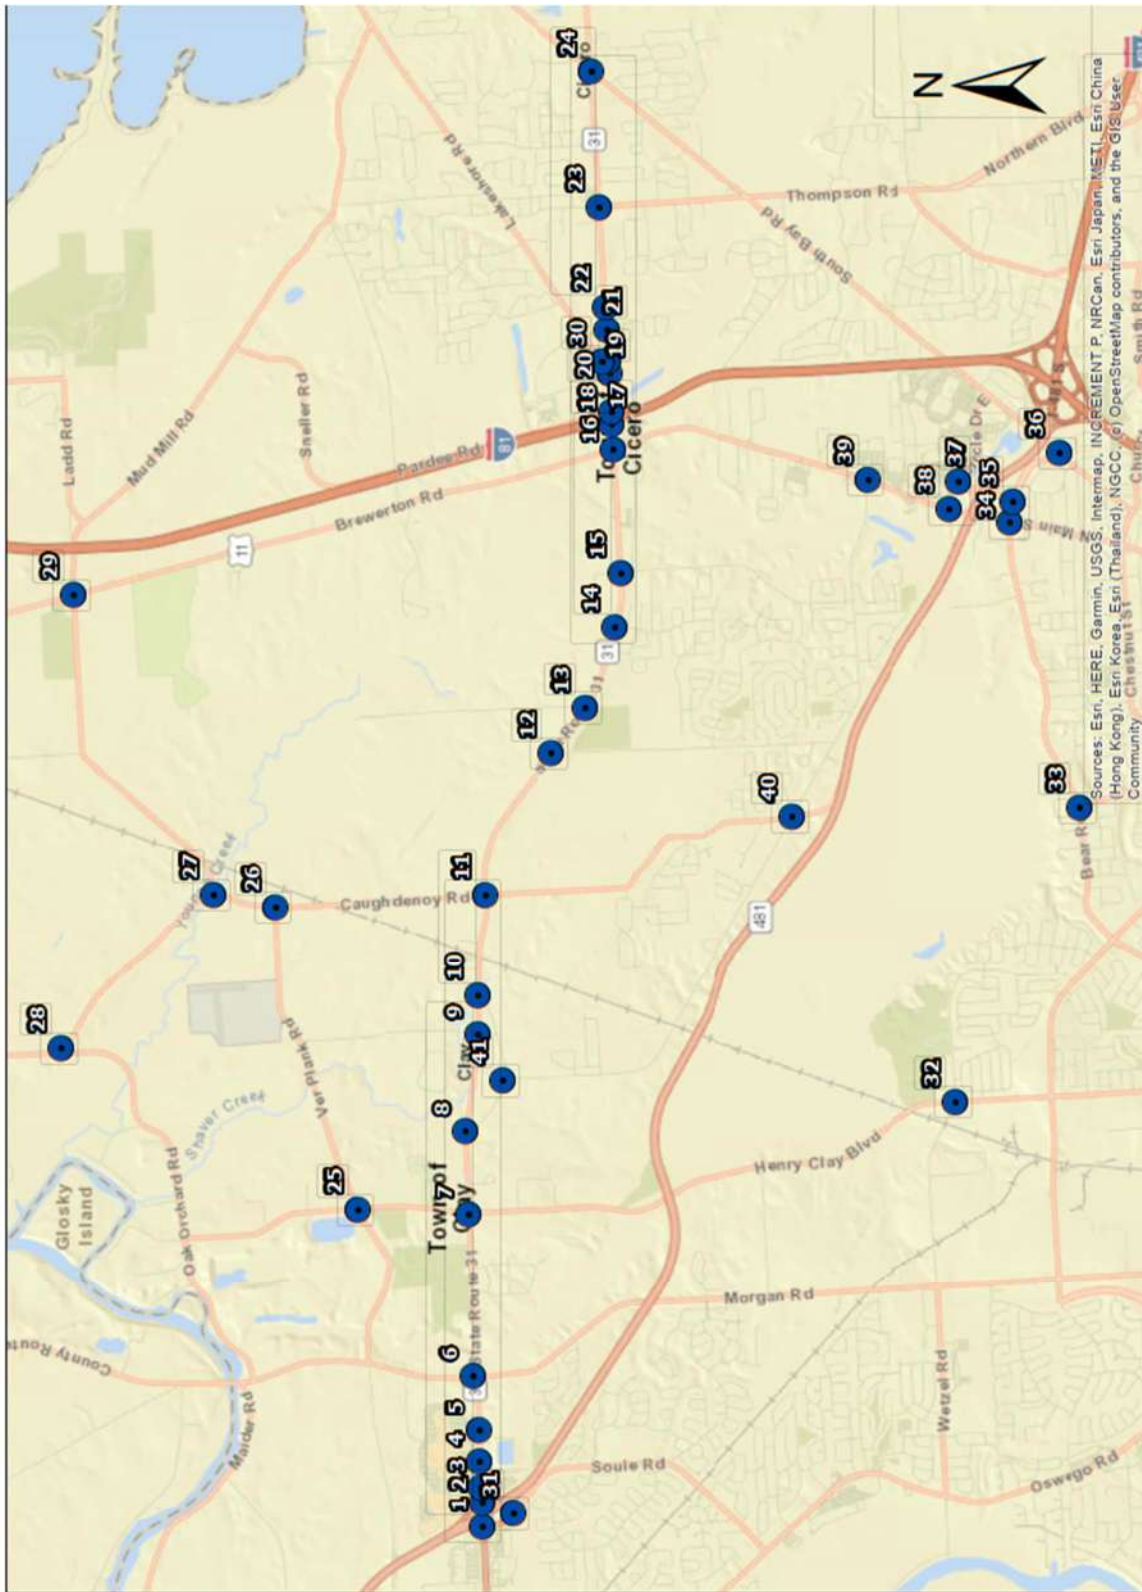 24
Cicero
31
23
22
21
30
20
19
18
17
16
Cicero
15
14
31
13
12
11
10
9
Clay
41
8
Town of
Clay
7
State Route 31
6
5
4
3
2
1
31
25
26
27
28
29
32
33
34
35
36
37
38
39
40
N
Lakeshore Rd
Thompson Rd
Northern Blvd
South Bay Rd
Ladd Rd
Mud Mill Rd
Sneller Rd
Pardee Rd
81
Brewerton Rd
11
Caughdenoy Rd
Ver Plank Rd
Shaver Creek
Oak Orchard Rd
Glosky
Island
County Route
Maider Rd
Henry Clay Blvd
Morgan Rd
Wetzel Rd
Soule Rd
Oswego Rd
481
Bear R
N Main S
I-481 S
Smith Rd
Chestnut St
Sources: Esri, HERE, Garmin, USGS, Intermap, INCREMENT P, NRCan, Esri Japan, METI, Esri China
(Hong Kong), Esri Korea, Esri (Thailand), NGCC, (c) OpenStreetMap contributors, and the GIS User
Community